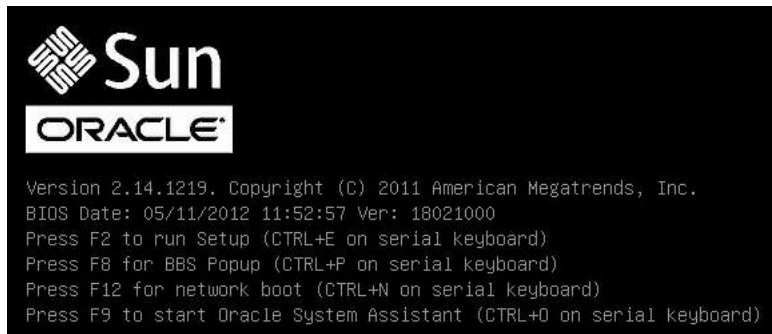 Sun
ORACLE
Version 2.14.1219. Copyright (C) 2011 American Megatrends, Inc.
BIOS Date: 05/11/2012 11:52:57 Ver: 18021000
Press F2 to run Setup (CTRL+E on serial keyboard)
Press F8 for BBS Popup (CTRL+P on serial keyboard)
Press F12 for network boot (CTRL+N on serial keyboard)
Press F9 to start Oracle System Assistant (CTRL+O on serial keyboard)